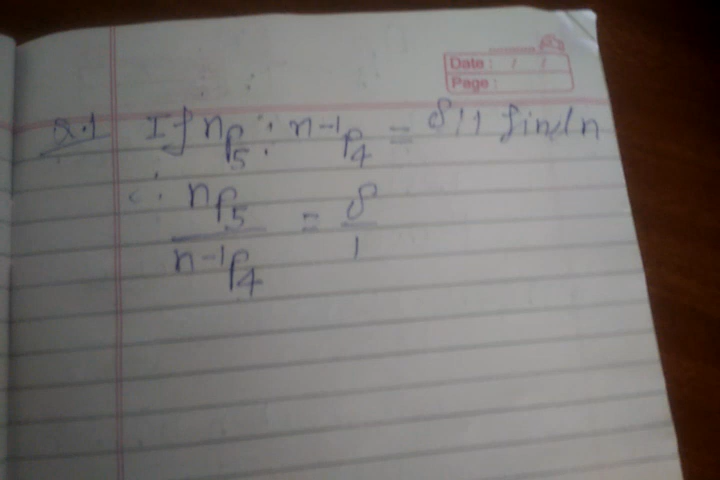 Date : / /
Page :
Q.1 If nP5 : n-1P4 = 8/1 find n
∴ nP5 / n-1P4 = 8 / 1